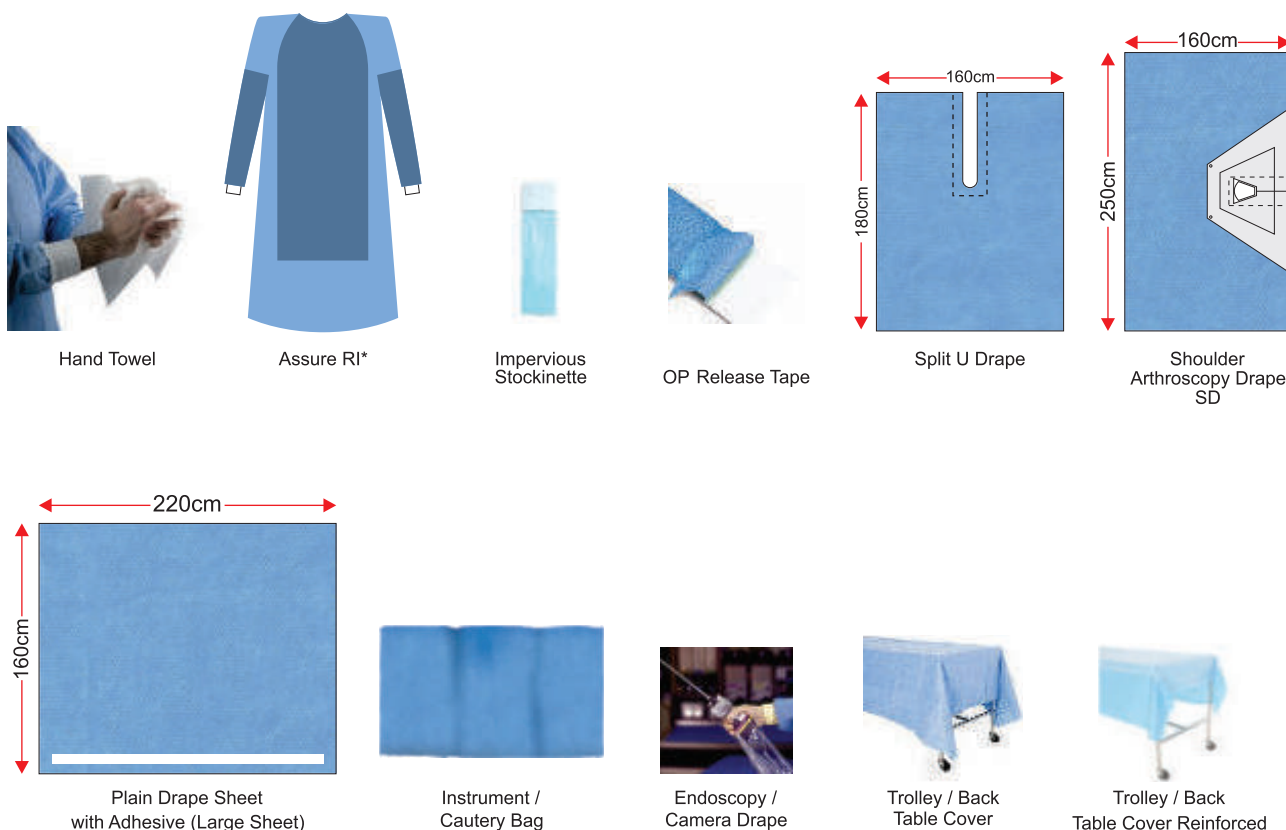 160cm
160cm
180cm
250cm
Hand Towel
Assure RI*
Impervious
Stockinette
OP Release Tape
Split U Drape
Shoulder
Arthroscopy Drape
SD
220cm
160cm
Plain Drape Sheet
with Adhesive (Large Sheet)
Instrument /
Cautery Bag
Endoscopy /
Camera Drape
Trolley / Back
Table Cover
Trolley / Back
Table Cover Reinforced